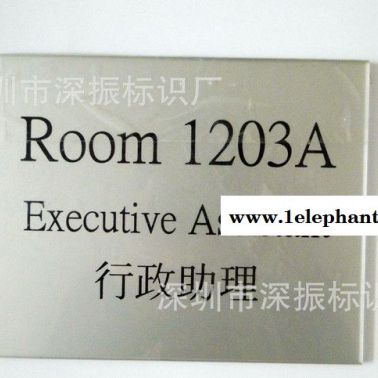 圳市深振标识厂
Room 1203A
Executive As
www.1elephant
行政助理
深圳市深振标识